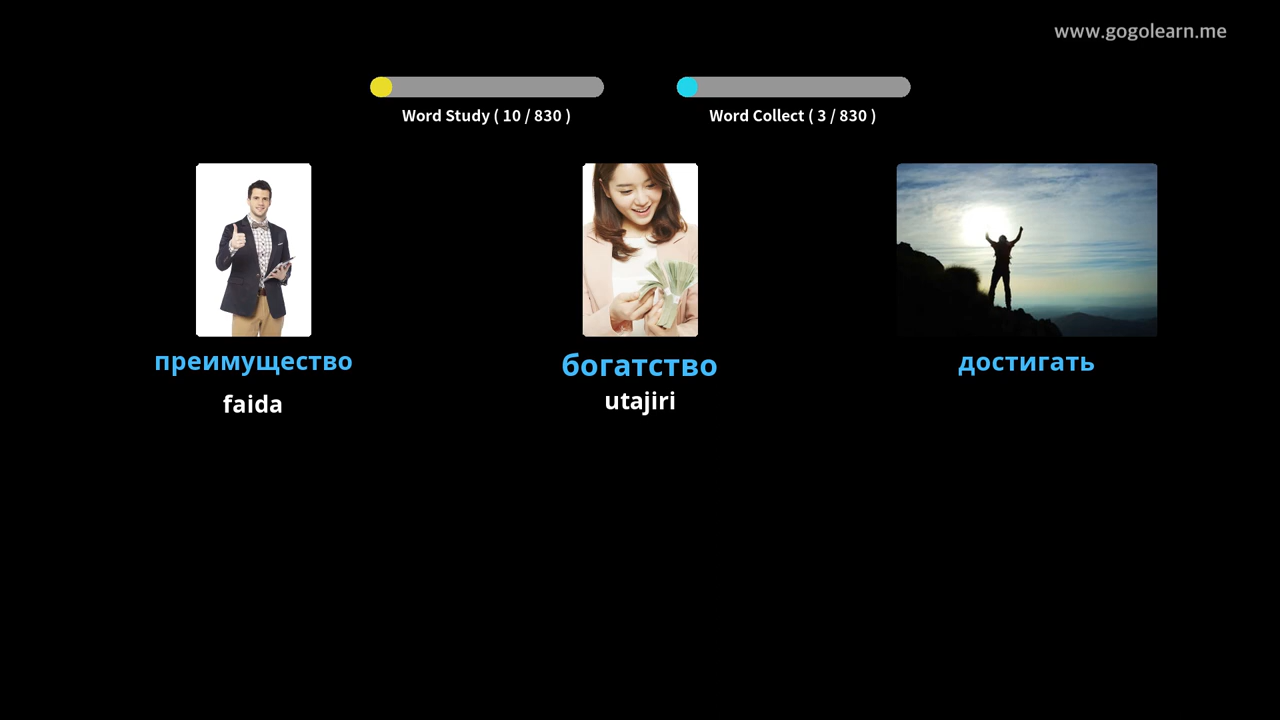 www.gogolearn.me
Word Study ( 10 / 830 )
Word Collect ( 3 / 830 )
преимущество
faida
богатство
utajiri
достигать